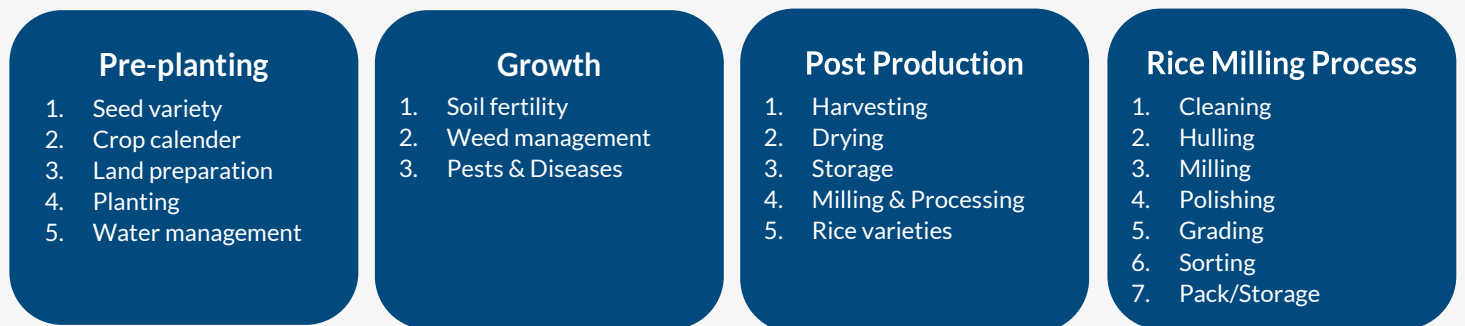 Pre-planting
1. Seed variety
2. Crop calender
3. Land preparation
4. Planting
5. Water management
Growth
1. Soil fertility
2. Weed management
3. Pests & Diseases
Post Production
1. Harvesting
2. Drying
3. Storage
4. Milling & Processing
5. Rice varieties
Rice Milling Process
1. Cleaning
2. Hulling
3. Milling
4. Polishing
5. Grading
6. Sorting
7. Pack/Storage